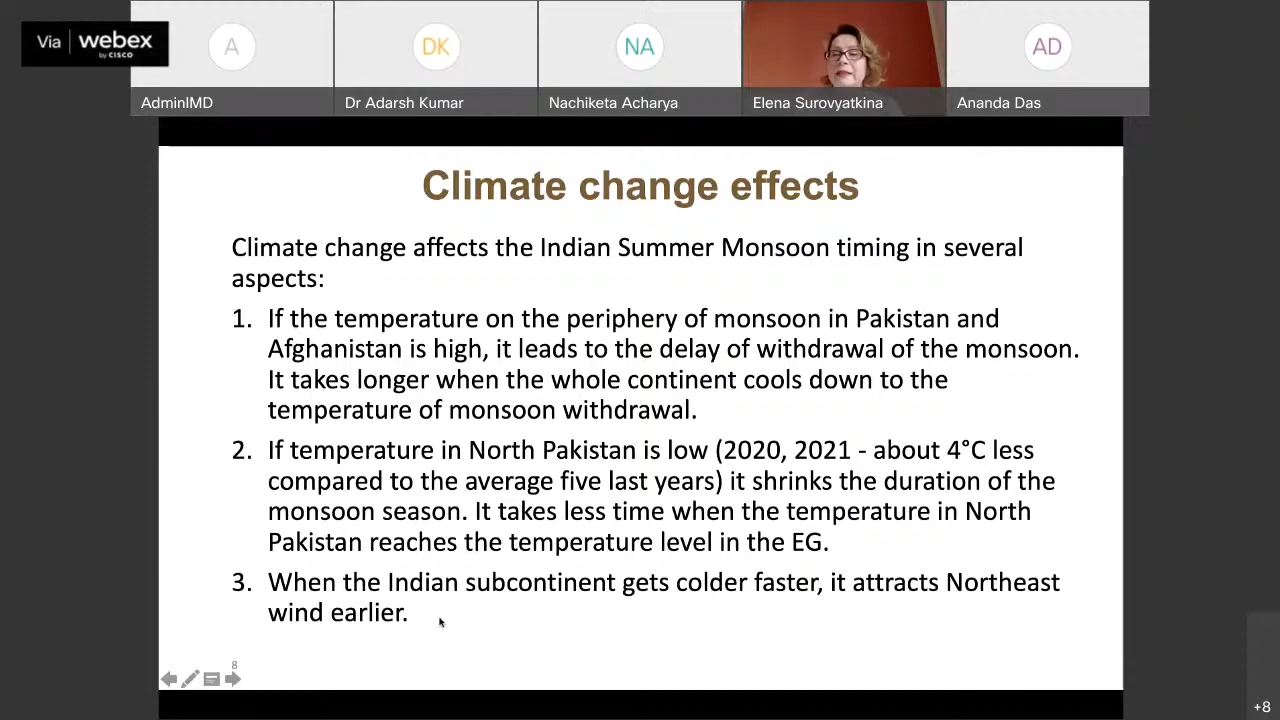 Via webex
by CISCO
A
DK
NA
AD
AdminIMD
Dr Adarsh Kumar
Nachiketa Acharya
Elena Surovyatkina
Ananda Das
Climate change effects
Climate change affects the Indian Summer Monsoon timing in several
aspects:
1. If the temperature on the periphery of monsoon in Pakistan and
Afghanistan is high, it leads to the delay of withdrawal of the monsoon.
It takes longer when the whole continent cools down to the
temperature of monsoon withdrawal.
2. If temperature in North Pakistan is low (2020, 2021 - about 4°C less
compared to the average five last years) it shrinks the duration of the
monsoon season. It takes less time when the temperature in North
Pakistan reaches the temperature level in the EG.
3. When the Indian subcontinent gets colder faster, it attracts Northeast
wind earlier.
8
+8